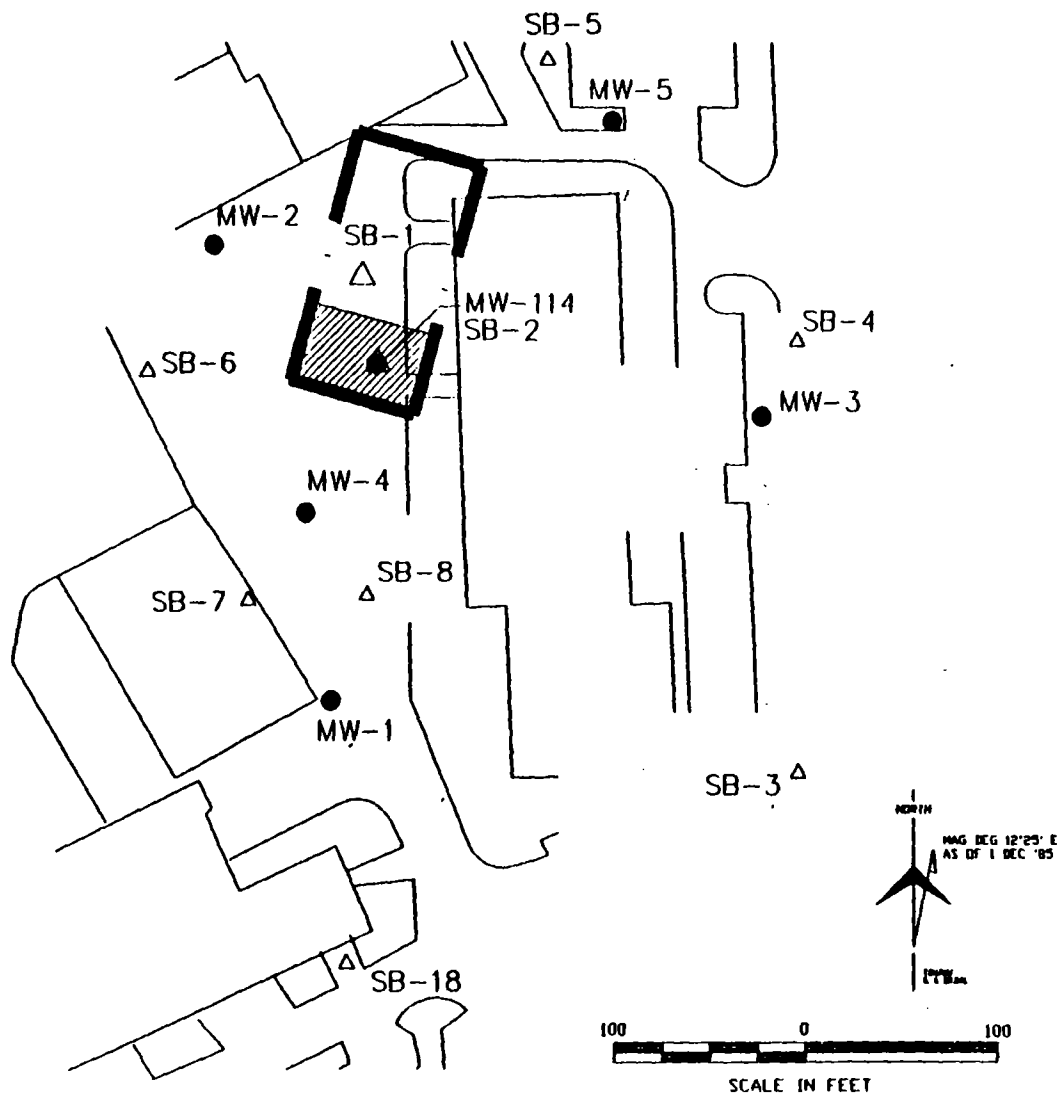 SB-5
MW-5
MW-2
SB-1
MW-114
SB-2
SB-4
SB-6
MW-3
MW-4
SB-8
SB-7
MW-1
SB-3
NORTH
MAG DEG 12°25' E
AS OF 1 DEC '85
SB-18
100 0 100
SCALE IN FEET